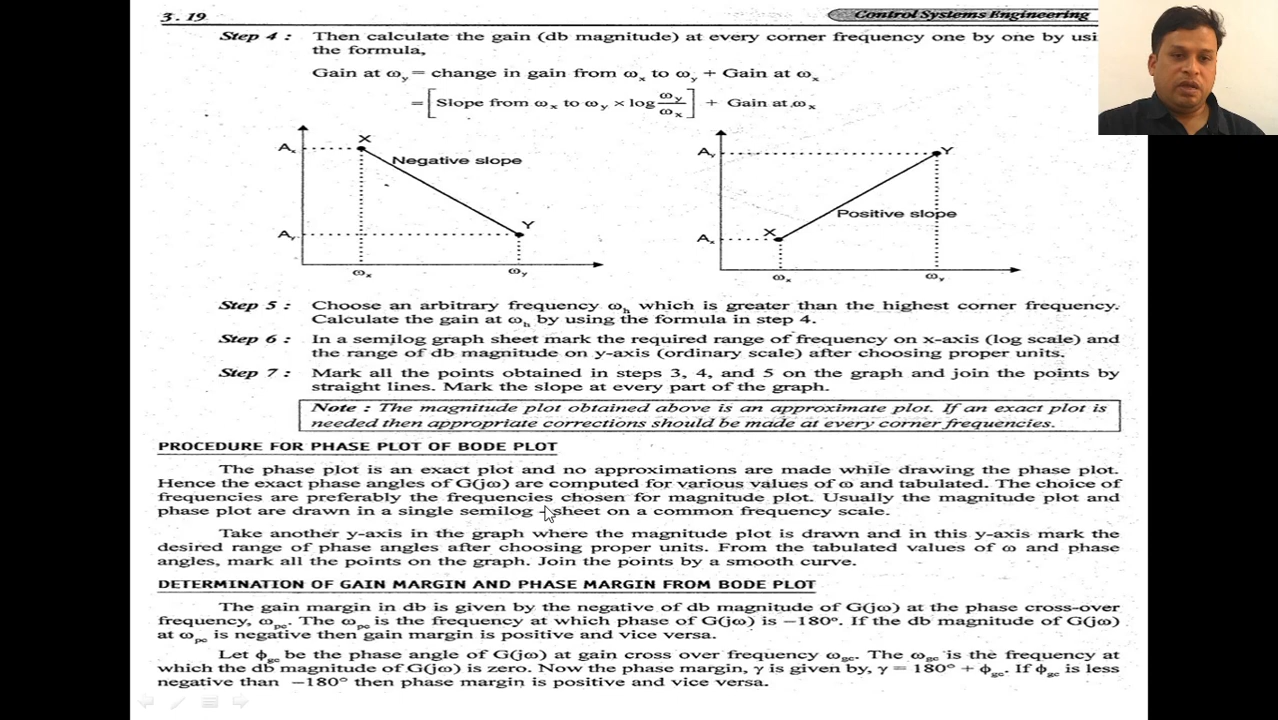 3. 19
Control Systems Engineering
Step 4 : Then calculate the gain (db magnitude) at every corner frequency one by one by usi
the formula,
Gain at ωy = change in gain from ωx to ωy + Gain at ωx
= [Slope from ωx to ωy × log ωy/ωx] + Gain at ωx
X
Ax
Negative slope
Y
Ay
ωx ωy
Y
Ay
Positive slope
X
Ax
ωx ωy
Step 5 : Choose an arbitrary frequency ωh which is greater than the highest corner frequency.
Calculate the gain at ωh by using the formula in step 4.
Step 6 : In a semilog graph sheet mark the required range of frequency on x-axis (log scale) and
the range of db magnitude on y-axis (ordinary scale) after choosing proper units.
Step 7 : Mark all the points obtained in steps 3, 4, and 5 on the graph and join the points by
straight lines. Mark the slope at every part of the graph.
Note : The magnitude plot obtained above is an approximate plot. If an exact plot is
needed then appropriate corrections should be made at every corner frequencies.
PROCEDURE FOR PHASE PLOT OF BODE PLOT
The phase plot is an exact plot and no approximations are made while drawing the phase plot.
Hence the exact phase angles of G(jω) are computed for various values of ω and tabulated. The choice of
frequencies are preferably the frequencies chosen for magnitude plot. Usually the magnitude plot and
phase plot are drawn in a single semilog - sheet on a common frequency scale.
Take another y-axis in the graph where the magnitude plot is drawn and in this y-axis mark the
desired range of phase angles after choosing proper units. From the tabulated values of ω and phase
angles, mark all the points on the graph. Join the points by a smooth curve.
DETERMINATION OF GAIN MARGIN AND PHASE MARGIN FROM BODE PLOT
The gain margin in db is given by the negative of db magnitude of G(jω) at the phase cross-over
frequency, ωpc. The ωpc is the frequency at which phase of G(jω) is −180°. If the db magnitude of G(jω)
at ωpc is negative then gain margin is positive and vice versa.
Let ϕgc be the phase angle of G(jω) at gain cross over frequency ωgc. The ωgc is the frequency at
which the db magnitude of G(jω) is zero. Now the phase margin, γ is given by, γ = 180° + ϕgc. If ϕgc is less
negative than −180° then phase margin is positive and vice versa.